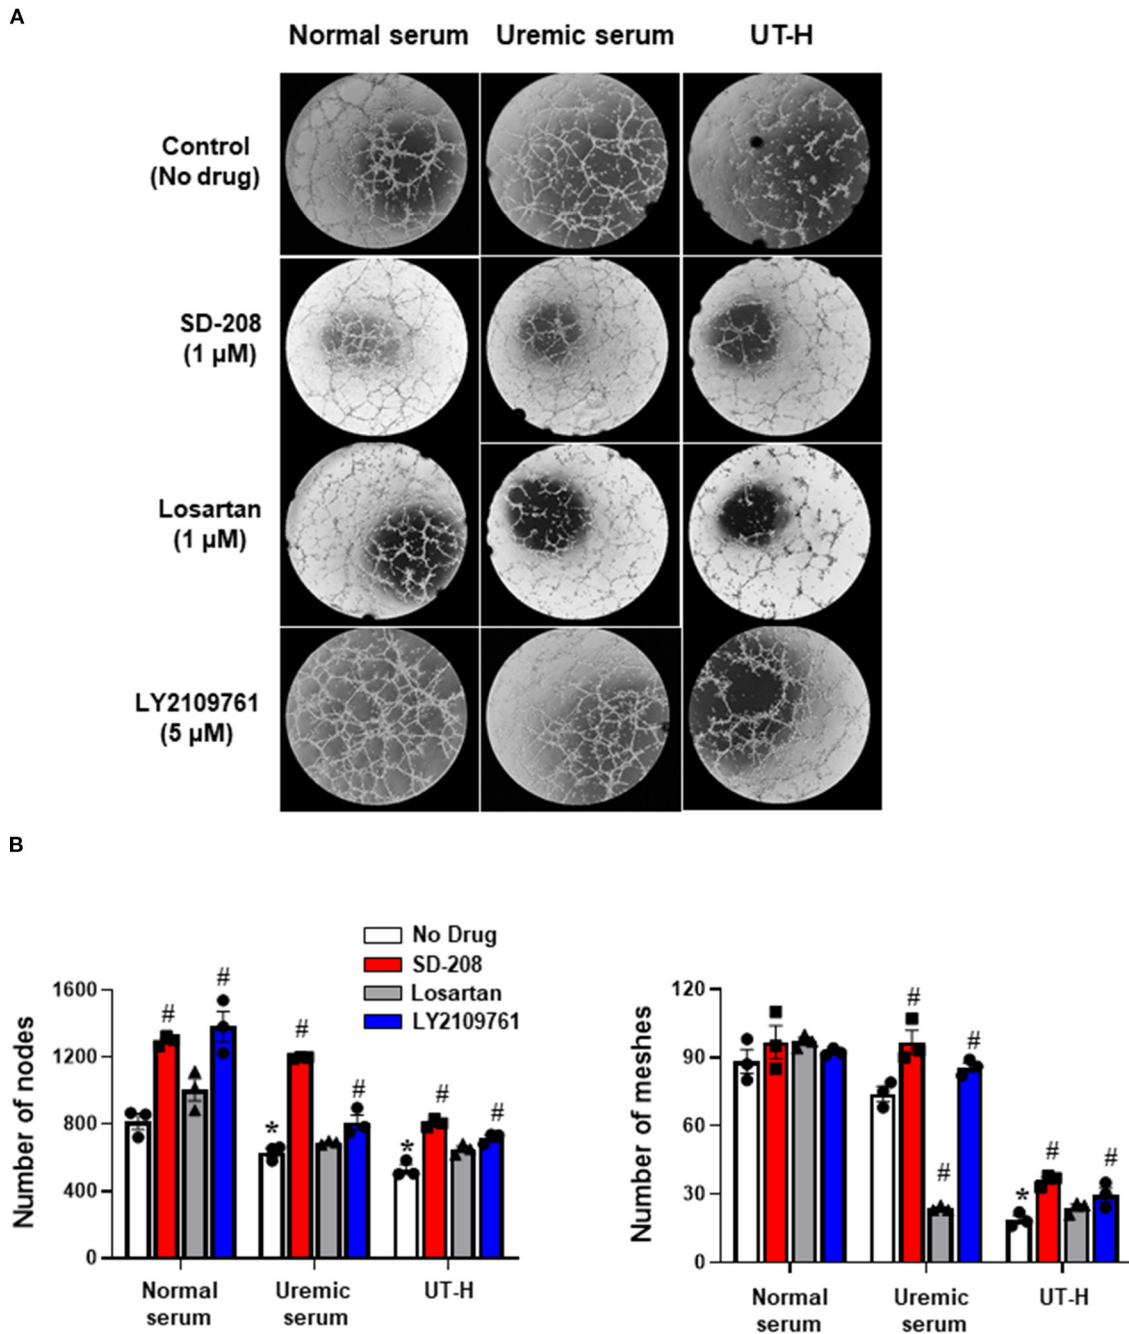 A
Normal serum Uremic serum UT-H
Control
(No drug)
SD-208
(1 µM)
Losartan
(1 µM)
LY2109761
(5 µM)
B
No Drug
SD-208
Losartan
LY2109761
Number of nodes
1600
1200
800
400
0
#
#
*
#
#
*
#
#
Normal
serum
Uremic
serum
UT-H
Number of meshes
120
90
60
30
0
#
#
#
*
#
#
Normal
serum
Uremic
serum
UT-H